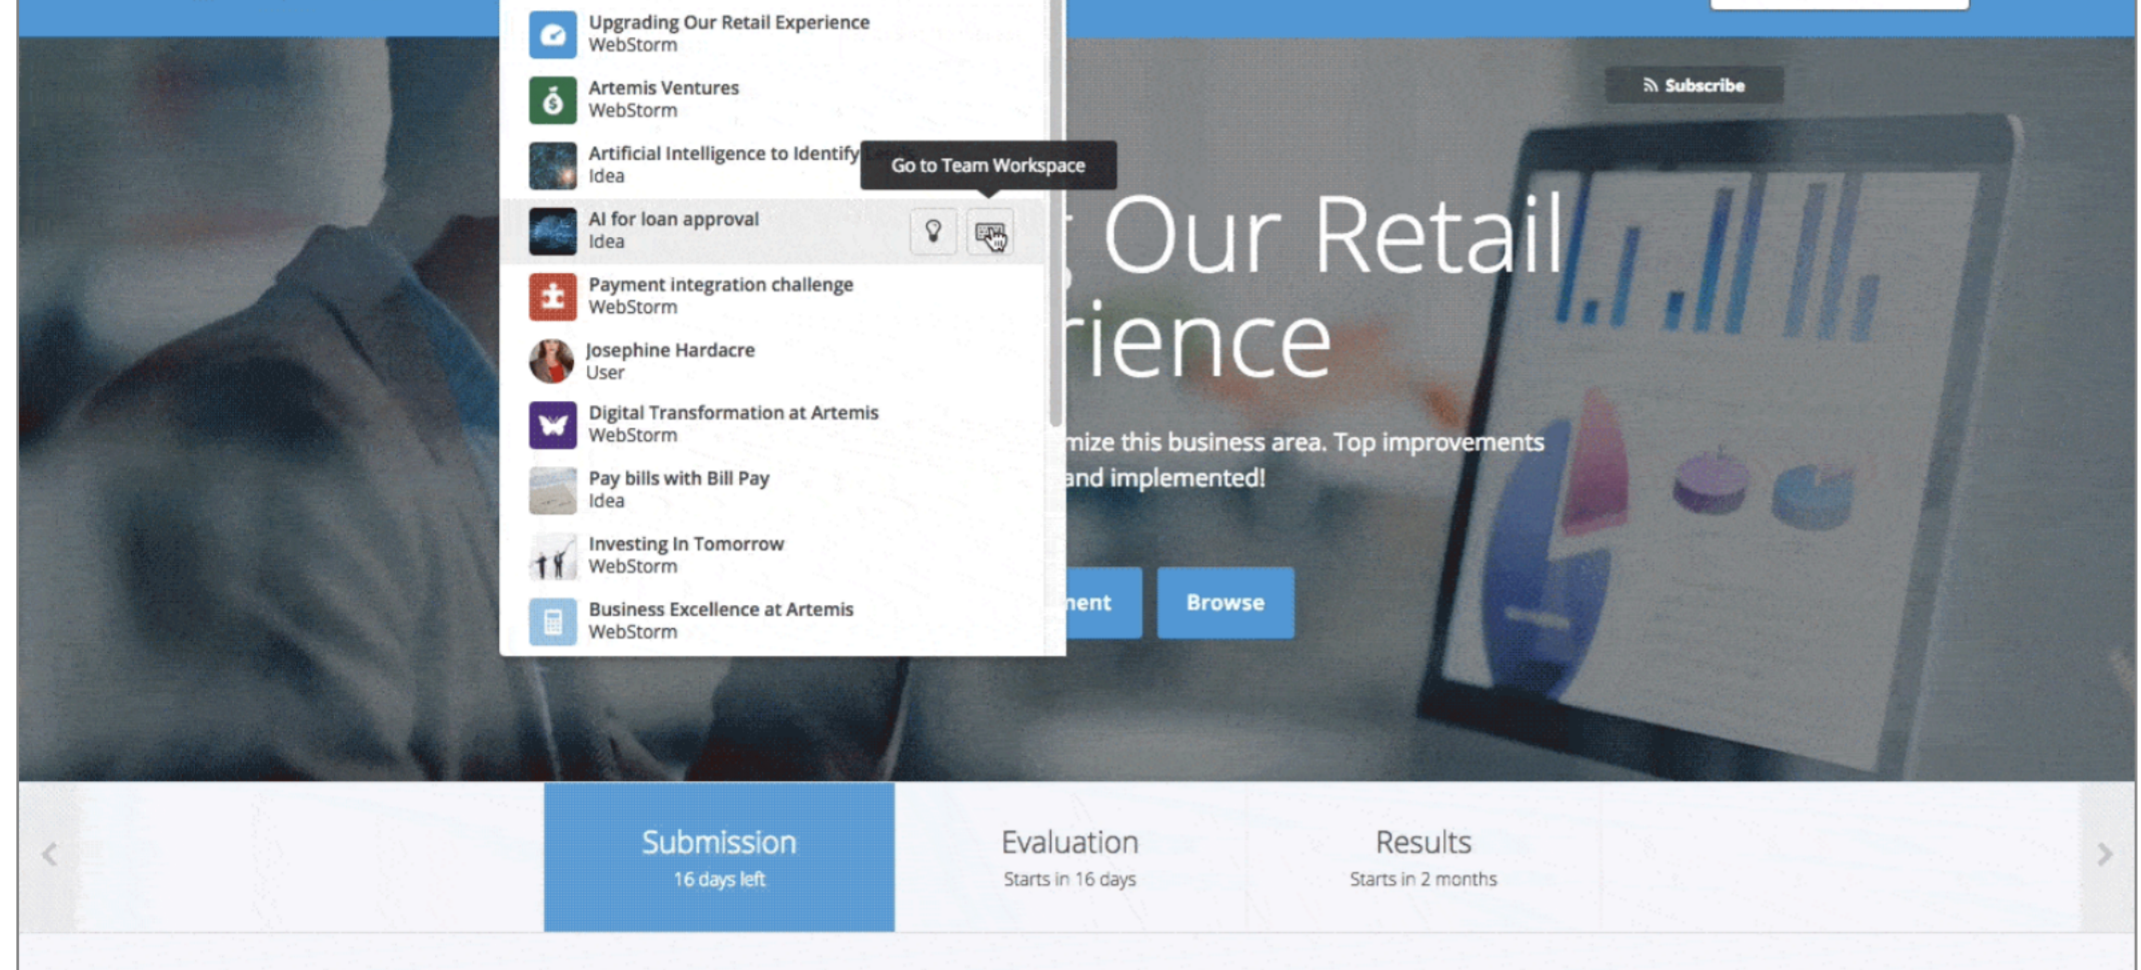 Upgrading Our Retail Experience
WebStorm
Artemis Ventures
WebStorm
Artificial Intelligence to Identify
Idea
Go to Team Workspace
AI for loan approval
Idea
Payment integration challenge
WebStorm
Josephine Hardacre
User
Digital Transformation at Artemis
WebStorm
Pay bills with Bill Pay
Idea
Investing In Tomorrow
WebStorm
Business Excellence at Artemis
WebStorm
Subscribe
Our Retail
rience
mize this business area. Top improvements
and implemented!
ment
Browse
Submission
16 days left
Evaluation
Starts in 16 days
Results
Starts in 2 months